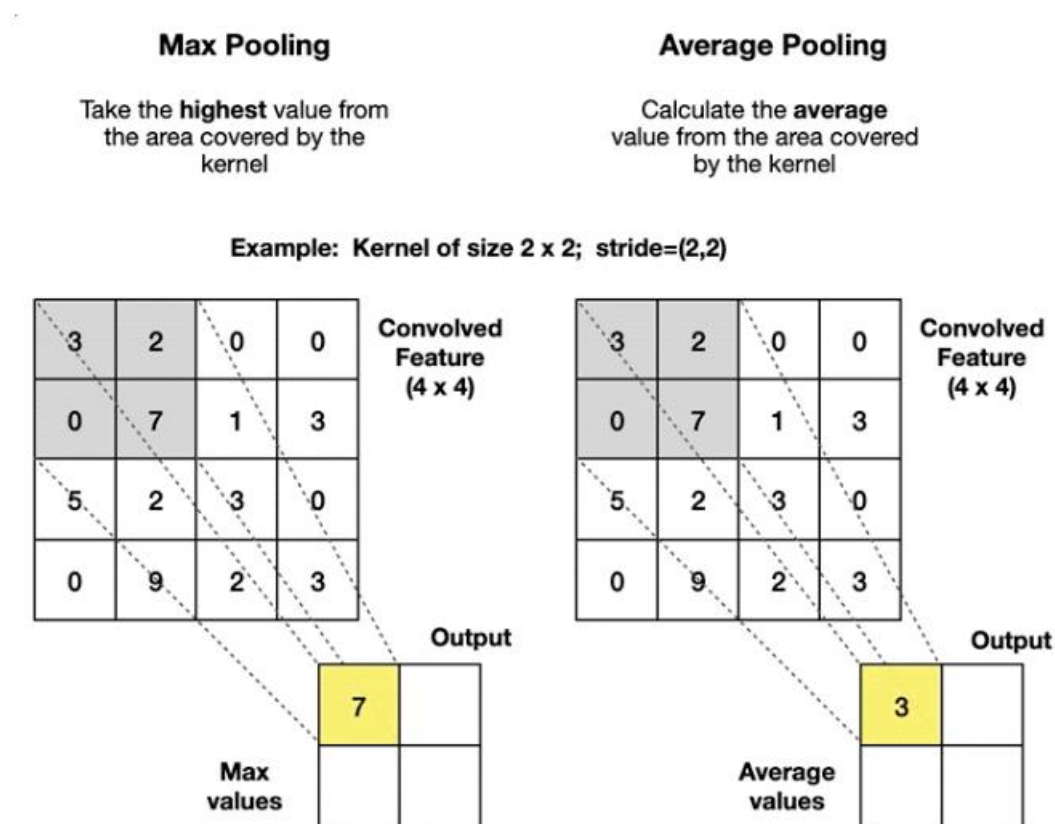 Max Pooling
Take the highest value from
the area covered by the
kernel
Average Pooling
Calculate the average
value from the area covered
by the kernel
Example: Kernel of size 2 x 2; stride=(2,2)
3 2 0 0
0 7 1 3
5 2 3 0
0 9 2 3
Convolved
Feature
(4 x 4)
Output
7
Max
values
3 2 0 0
0 7 1 3
5 2 3 0
0 9 2 3
Convolved
Feature
(4 x 4)
Output
3
Average
values